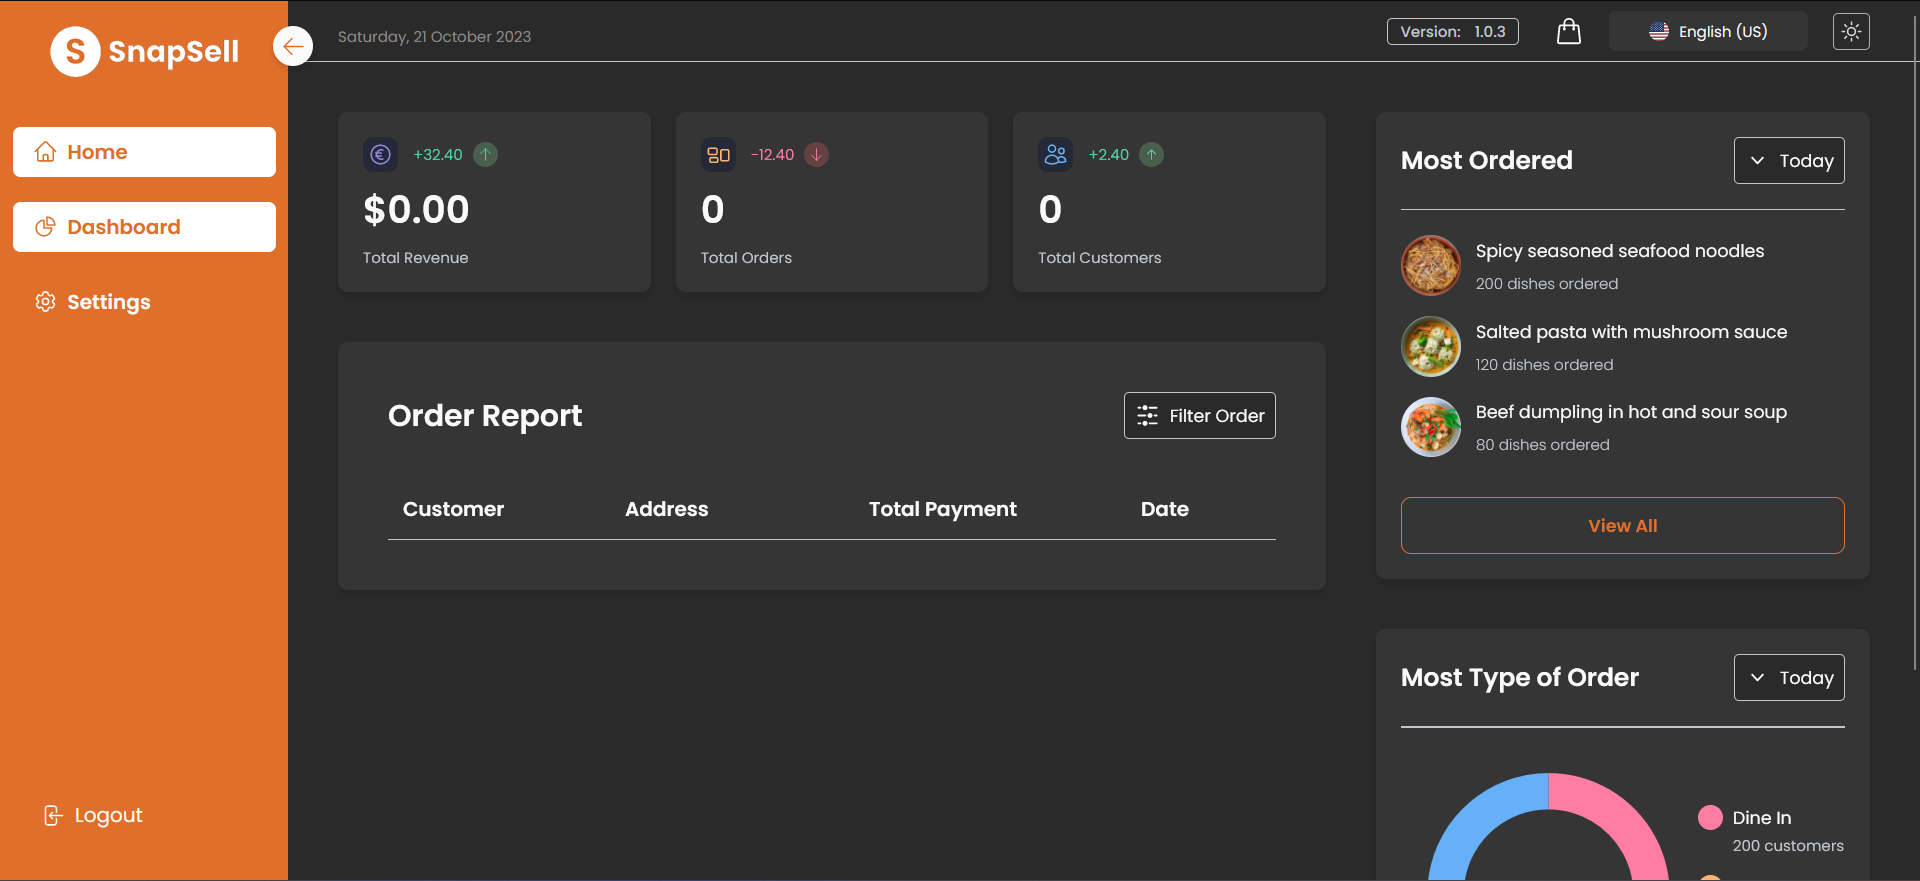 S SnapSell
Saturday, 21 October 2023
Version: 1.0.3
English (US)
Home
Dashboard
Settings
Logout
+32.40
$0.00
Total Revenue
-12.40
0
Total Orders
+2.40
0
Total Customers
Order Report
Filter Order
Customer Address Total Payment Date
Most Ordered
Today
Spicy seasoned seafood noodles
200 dishes ordered
Salted pasta with mushroom sauce
120 dishes ordered
Beef dumpling in hot and sour soup
80 dishes ordered
View All
Most Type of Order
Today
Dine In
200 customers